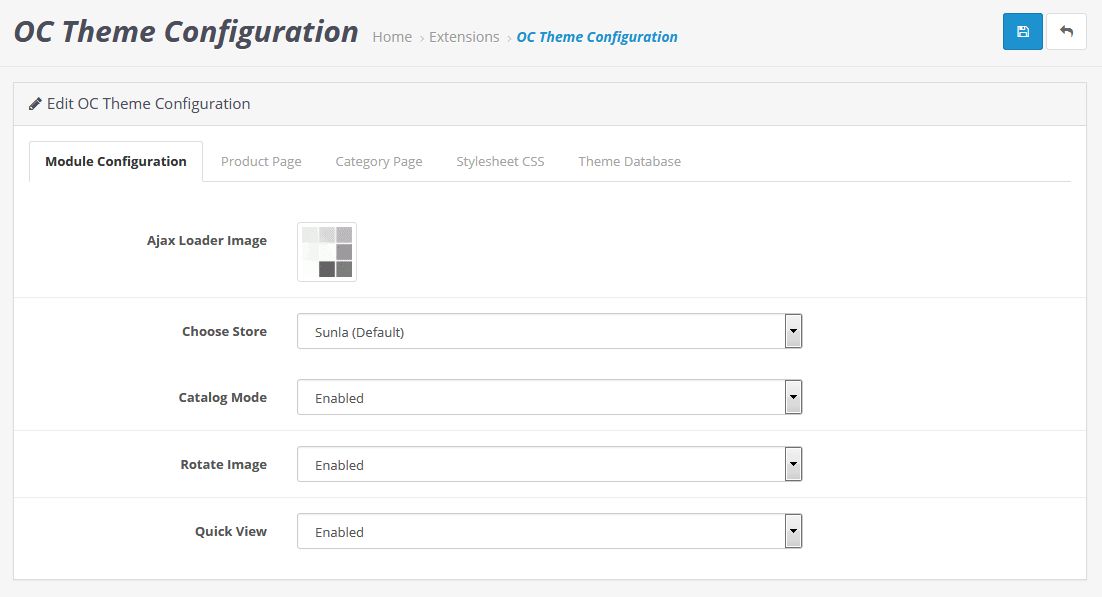 OC Theme Configuration Home › Extensions › OC Theme Configuration
Edit OC Theme Configuration
Module Configuration Product Page Category Page Stylesheet CSS Theme Database
Ajax Loader Image
Choose Store Sunla (Default)
Catalog Mode Enabled
Rotate Image Enabled
Quick View Enabled